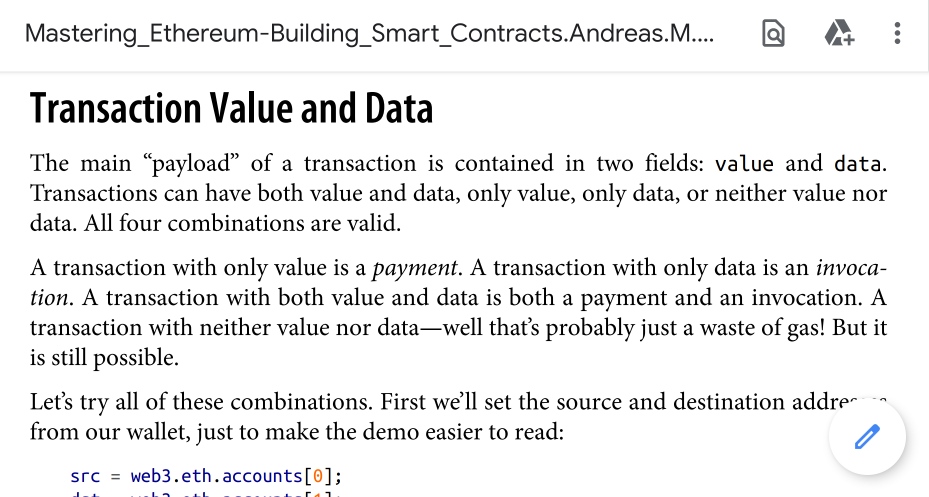 Mastering_Ethereum-Building_Smart_Contracts.Andreas.M....
Transaction Value and Data
The main “payload” of a transaction is contained in two fields: value and data.
Transactions can have both value and data, only value, only data, or neither value nor
data. All four combinations are valid.
A transaction with only value is a payment. A transaction with only data is an invoca-
tion. A transaction with both value and data is both a payment and an invocation. A
transaction with neither value nor data—well that’s probably just a waste of gas! But it
is still possible.
Let’s try all of these combinations. First we’ll set the source and destination addresses
from our wallet, just to make the demo easier to read:
src = web3.eth.accounts[0];